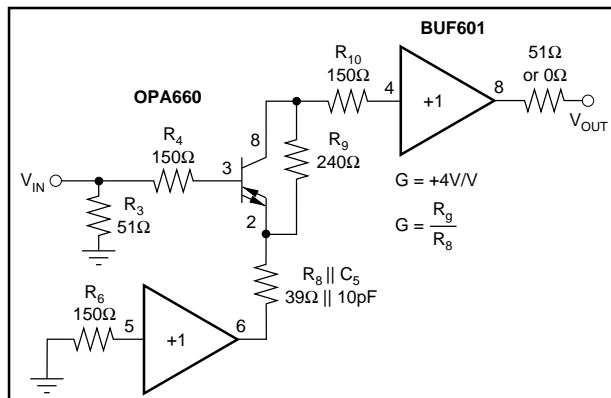 BUF601
OPA660
R10
150Ω
51Ω
or 0Ω
4
+1
8
VOUT
8
R9
240Ω
R4
150Ω
3
VIN
R3
51Ω
2
G = +4V/V
G = Rg
R8
R8 || C5
39Ω || 10pF
R6
150Ω
5
+1
6